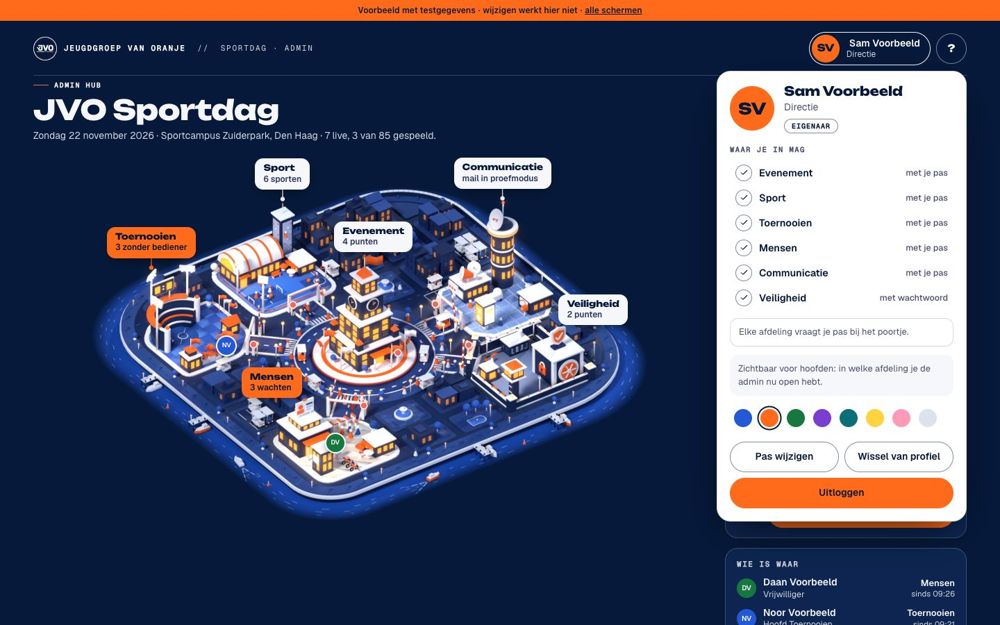 Voorbeeld met testgegevens · wijzigen werkt hier niet · alle schermen
JVO JEUGDGROEP VAN ORANJE // SPORTDAG · ADMIN
SV Sam Voorbeeld
Directie
?
ADMIN HUB
JVO Sportdag
Zondag 22 november 2026 · Sportcampus Zuiderpark, Den Haag · 7 live, 3 van 85 gespeeld.
Sport
6 sporten
Communicatie
mail in proefmodus
Toernooien
3 zonder bediener
Evenement
4 punten
Veiligheid
2 punten
NV
Mensen
3 wachten
DV
SV
Sam Voorbeeld
Directie
EIGENAAR
WAAR JE IN MAG
Evenement met je pas
Sport met je pas
Toernooien met je pas
Mensen met je pas
Communicatie met je pas
Veiligheid met wachtwoord
Elke afdeling vraagt je pas bij het poortje.
Zichtbaar voor hoofden: in welke afdeling je de
admin nu open hebt.
Pas wijzigen Wissel van profiel
Uitloggen
WIE IS WAAR
DV Daan Voorbeeld Mensen
Vrijwilliger sinds 09:26
NV Noor Voorbeeld Toernooien
Hoofd Toernooien sinds 09:21